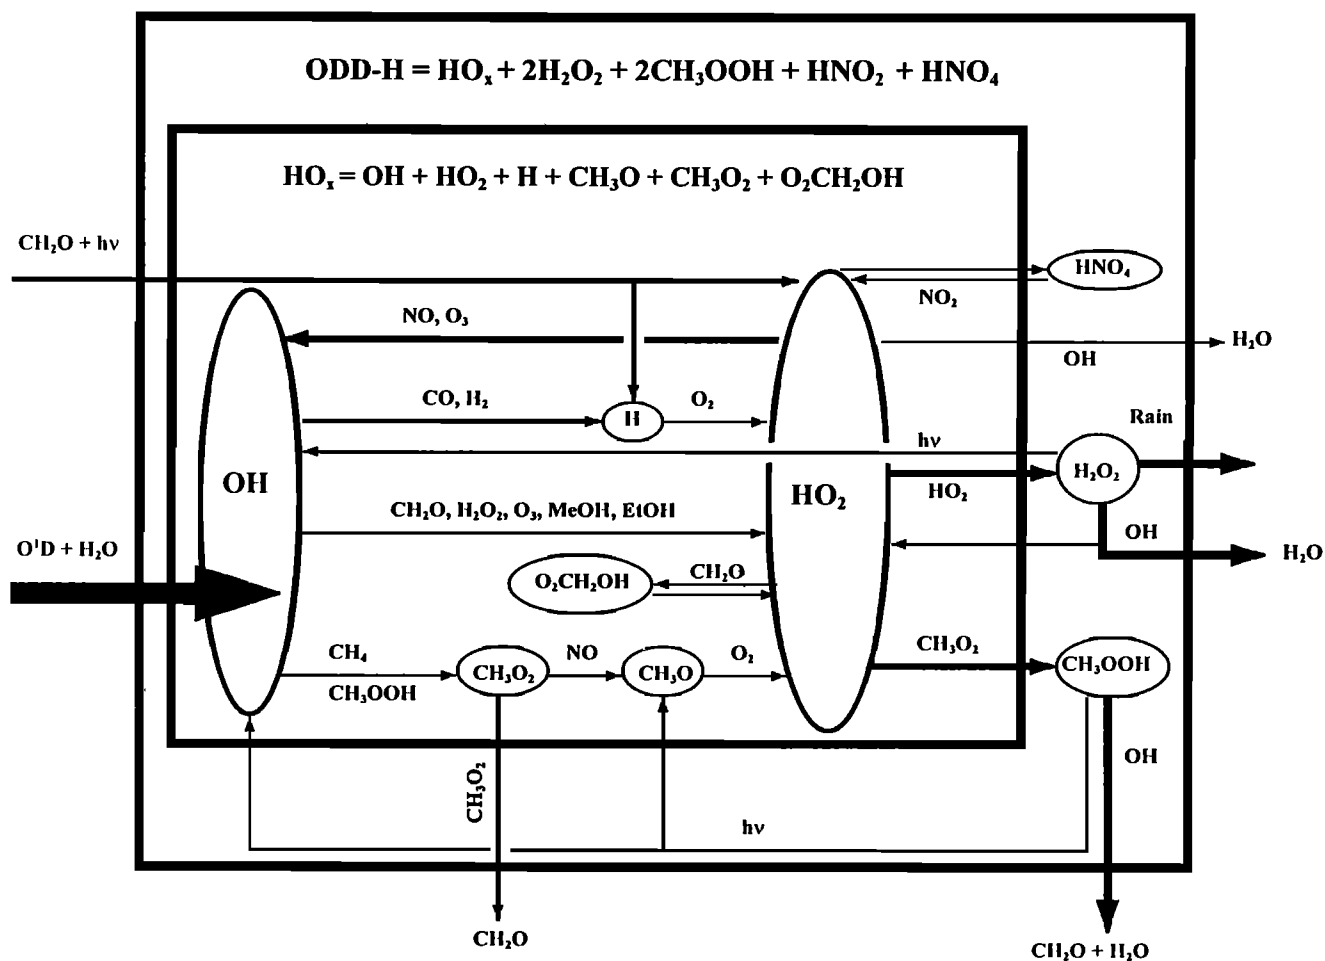 ODD-H = HOₓ + 2H₂O₂ + 2CH₃OOH + HNO₂ + HNO₄
HOₓ = OH + HO₂ + H + CH₃O + CH₃O₂ + O₂CH₂OH
CH₂O + hν
HNO₄
NO₂
NO, O₃
H₂O
OH
CO, H₂
H
O₂
Rain
hν
H₂O₂
OH
HO₂
HO₂
CH₂O, H₂O₂, O₃, MeOH, EtOH
OH
H₂O
O¹D + H₂O
O₂CH₂OH
CH₂O
CH₄
CH₃OOH
CH₃O₂
NO
CH₃O
O₂
CH₃O₂
CH₃OOH
OH
CH₃O₂
hν
CH₂O
CH₂O + H₂O